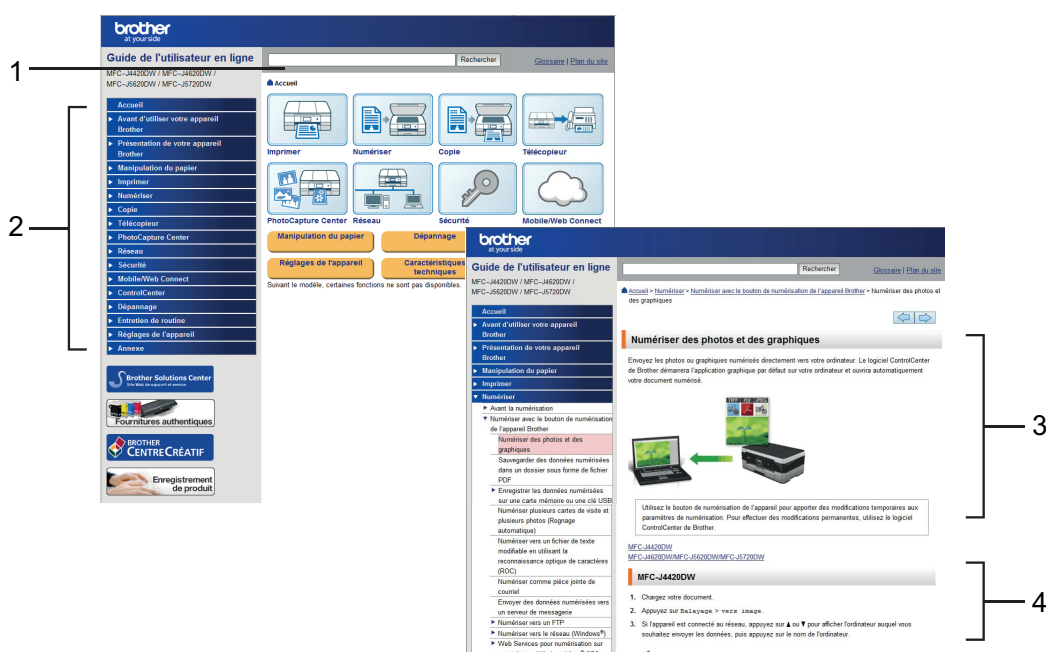 brother
at your side
Guide de l'utilisateur en ligne
MFC-J4420DW / MFC-J4620DW /
MFC-J5620DW / MFC-J5720DW
Rechercher
Glossaire | Plan du site
1
Accueil
2
Accueil
Avant d'utiliser votre appareil
Brother
Présentation de votre appareil
Brother
Manipulation du papier
Imprimer
Numériser
Copie
Télécopieur
PhotoCapture Center
Réseau
Sécurité
Mobile/Web Connect
ControlCenter
Dépannage
Entretien de routine
Réglages de l'appareil
Annexe
Brother Solutions Center
Site Web de support et service
Fournitures authentiques
BROTHER
CENTRECRÉATIF
Enregistrement
de produit
Imprimer
Numériser
Copie
Télécopieur
PhotoCapture Center
Réseau
Sécurité
Mobile/Web Connect
Manipulation du papier
Dépannage
Réglages de l'appareil
Caractéristiques
techniques
Suivant le modèle, certaines fonctions ne sont pas disponibles.
brother
at your side
Guide de l'utilisateur en ligne
MFC-J4420DW / MFC-J4620DW /
MFC-J5620DW / MFC-J5720DW
Rechercher
Glossaire | Plan du site
Accueil
Avant d'utiliser votre appareil
Brother
Présentation de votre appareil
Brother
Manipulation du papier
Imprimer
Numériser
Avant la numérisation
Numériser avec le bouton de numérisation
de l'appareil Brother
Numériser des photos et des
graphiques
Sauvegarder des données numérisées
dans un dossier sous forme de fichier
PDF
Enregistrer les données numérisées
sur une carte mémoire ou une clé USB
Numériser plusieurs cartes de visite et
plusieurs photos (Rognage
automatique)
Numériser vers un fichier de texte
modifiable en utilisant la
reconnaissance optique de caractères
(ROC)
Numériser comme pièce jointe de
courriel
Envoyer des données numérisées vers
un serveur de messagerie
Numériser vers un FTP
Numériser vers le réseau (Windows®)
Web Services pour numérisation sur
Accueil > Numériser > Numériser avec le bouton de numérisation de l'appareil Brother > Numériser des photos et
des graphiques
Numériser des photos et des graphiques
Envoyez les photos ou graphiques numérisés directement vers votre ordinateur. Le logiciel ControlCenter
de Brother démarrera l'application graphique par défaut sur votre ordinateur et ouvrira automatiquement
votre document numérisé.
TIFF PDF JPEG
3
Utilisez le bouton de numérisation de l'appareil pour apporter des modifications temporaires aux
paramètres de numérisation. Pour effectuer des modifications permanentes, utilisez le logiciel
ControlCenter de Brother.
MFC-J4420DW
MFC-J4620DW/MFC-J5620DW/MFC-J5720DW
4
MFC-J4420DW
1. Chargez votre document.
2. Appuyez sur Balayage > vers image.
3. Si l'appareil est connecté au réseau, appuyez sur ▲ ou ▼ pour afficher l'ordinateur auquel vous
souhaitez envoyer les données, puis appuyez sur le nom de l'ordinateur.